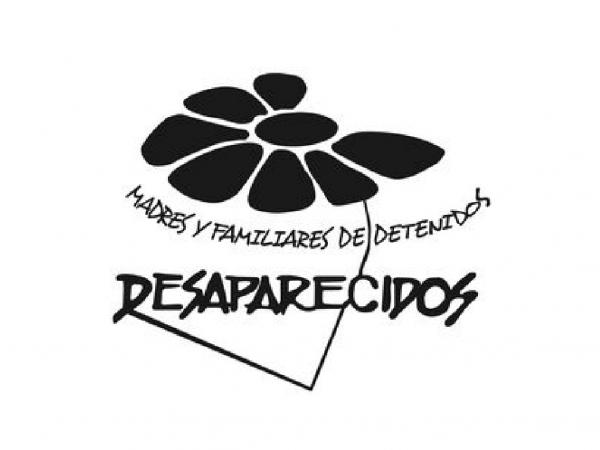 MADRES Y FAMILIARES DE DETENIDOS
DESAPARECIDOS